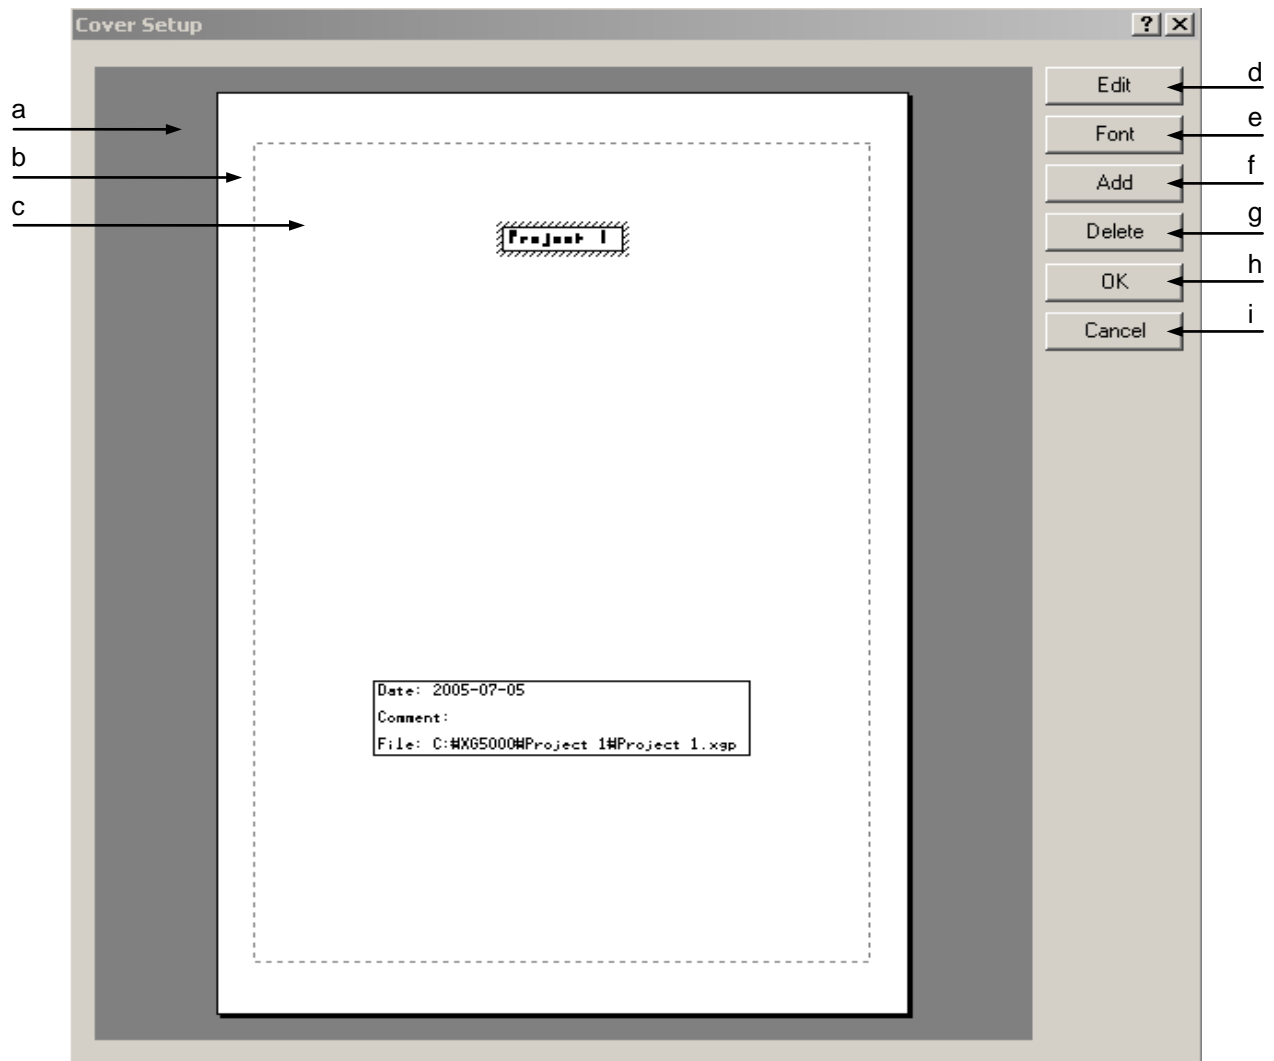 Cover Setup
a
b
c
Project 1
Date: 2005-07-05
Comment:
File: C:₩XG5000₩Project 1₩Project 1.xgp
Edit
d
Font
e
Add
f
Delete
g
OK
h
Cancel
i